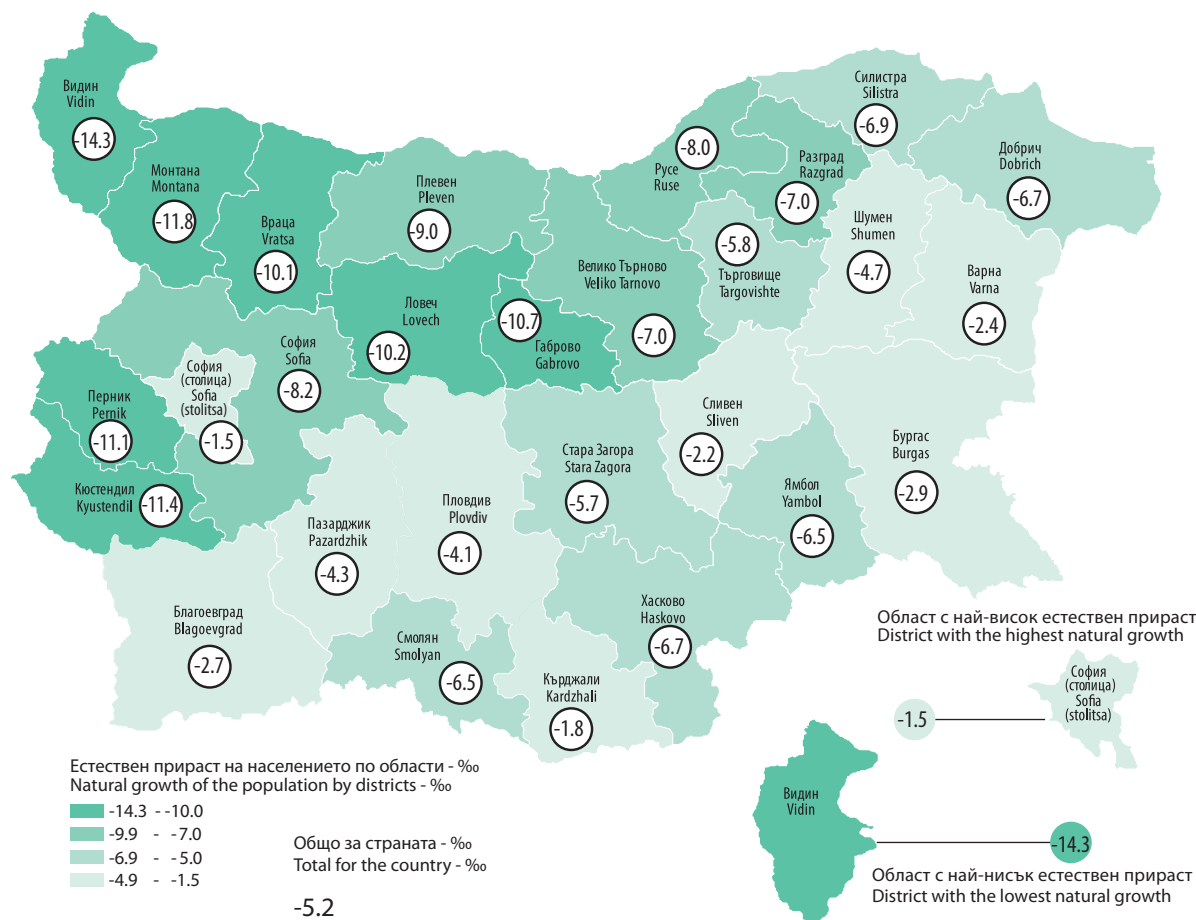 Видин
Vidin
-14.3
Монтана
Montana
-11.8
Враца
Vratsa
-10.1
Плевен
Pleven
-9.0
Ловеч
Lovech
-10.2
-10.7
Габрово
Gabrovo
Велико Търново
Veliko Tarnovo
-7.0
-8.0
Русе
Ruse
Разград
Razgrad
-7.0
Силистра
Silistra
-6.9
Добрич
Dobrich
-6.7
-5.8
Търговище
Targovishte
Шумен
Shumen
-4.7
Варна
Varna
-2.4
София
Sofia
-8.2
София
(столица)
Sofia
(stolitsa)
-1.5
Перник
Pernik
-11.1
Кюстендил
Kyustendil
-11.4
Благоевград
Blagoevgrad
-2.7
Пазарджик
Pazardzhik
-4.3
Пловдив
Plovdiv
-4.1
Смолян
Smolyan
-6.5
Стара Загора
Stara Zagora
-5.7
Сливен
Sliven
-2.2
Ямбол
Yambol
-6.5
Бургас
Burgas
-2.9
Хасково
Haskovo
-6.7
Кърджали
Kardzhali
-1.8
Област с най-висок естествен прираст
District with the highest natural growth
София
(столица)
Sofia
(stolitsa)
-1.5
Видин
Vidin
-14.3
Област с най-нисък естествен прираст
District with the lowest natural growth
Естествен прираст на населението по области - ‰
Natural growth of the population by districts - ‰
-14.3 - -10.0
-9.9 - -7.0
-6.9 - -5.0
-4.9 - -1.5
Общо за страната - ‰
Total for the country - ‰
-5.2